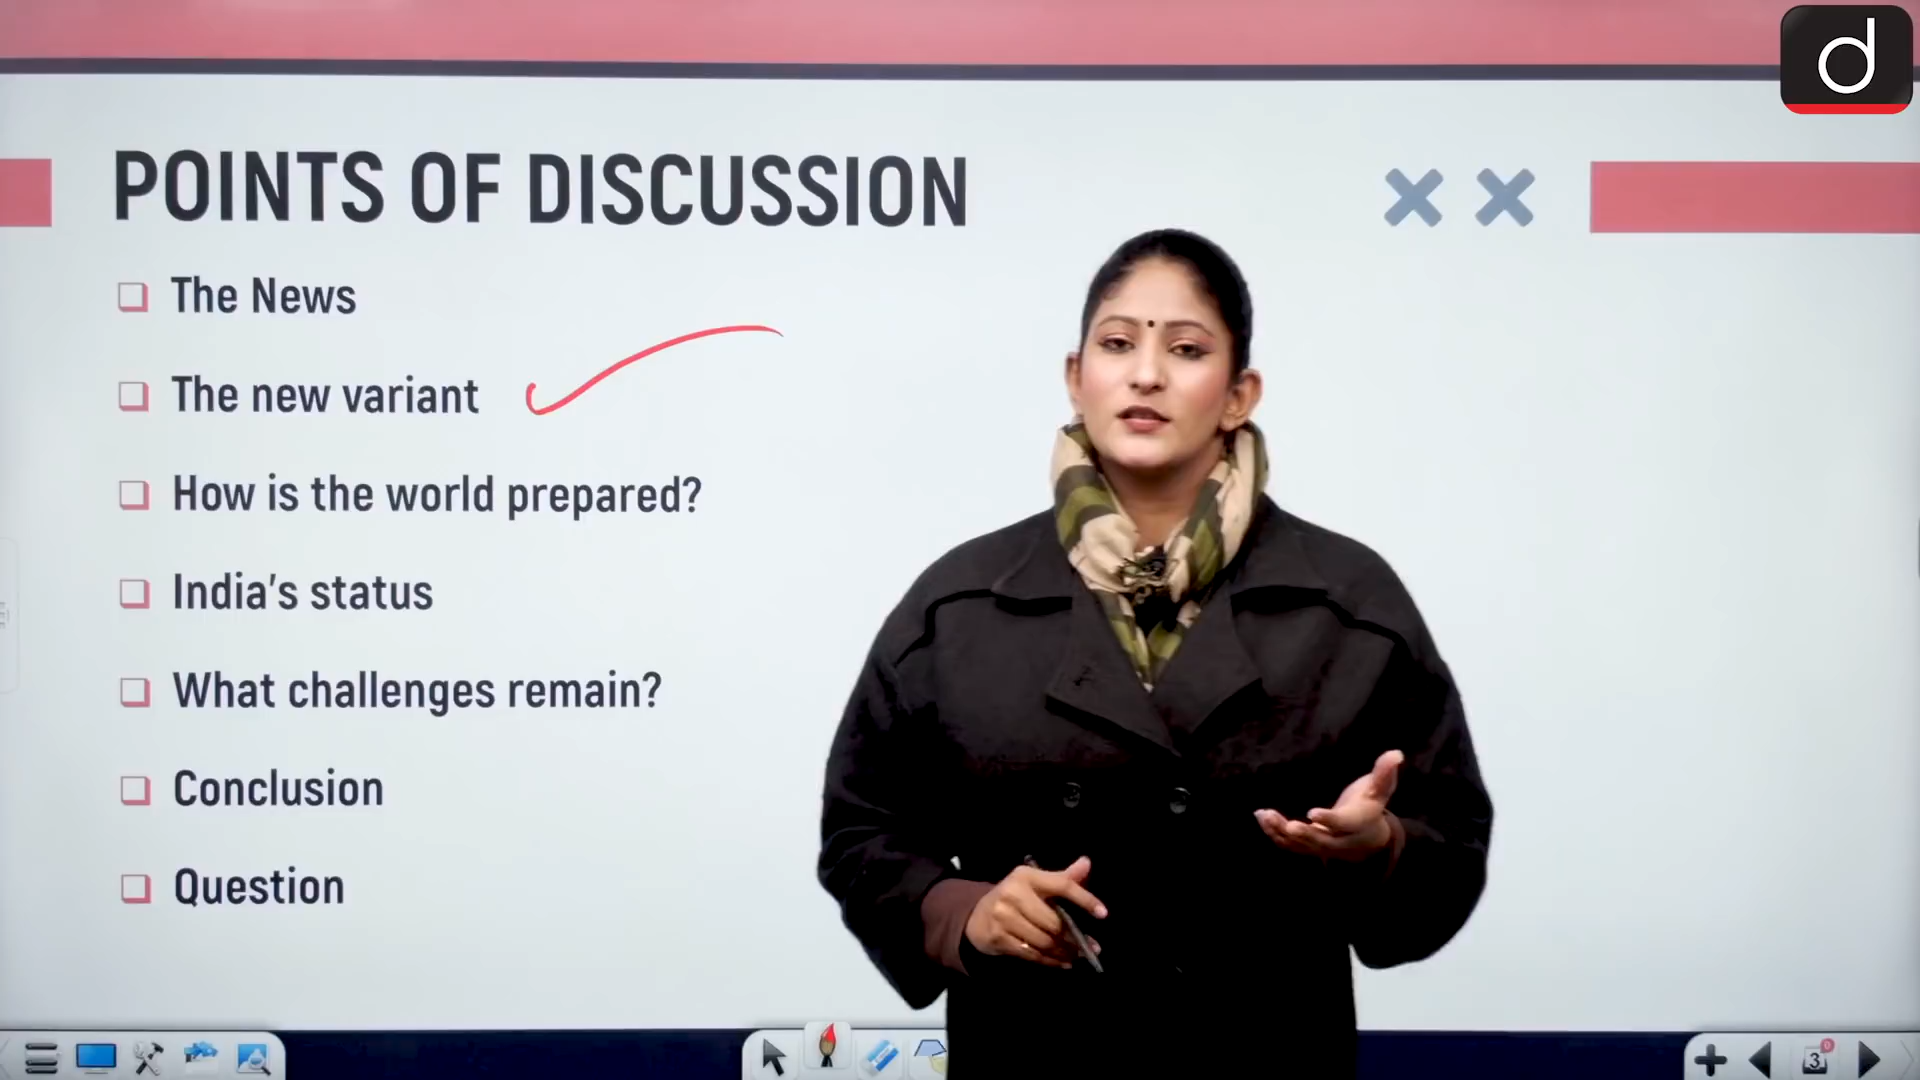 d
POINTS OF DISCUSSION
The News
The new variant
How is the world prepared?
India's status
What challenges remain?
Conclusion
Question
3